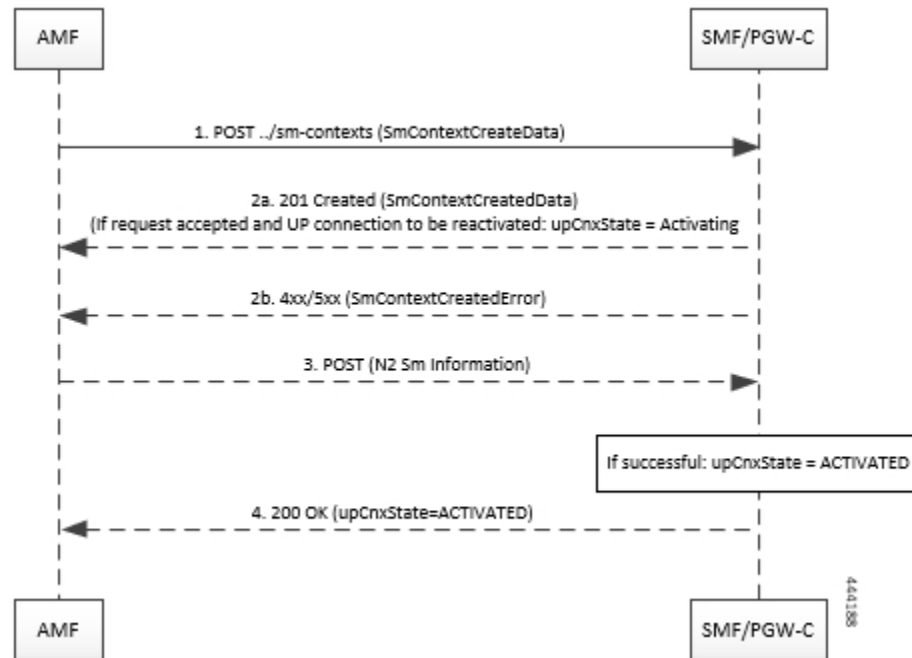 AMF
SMF/PGW-C
1. POST ../sm-contexts (SmContextCreateData)
2a. 201 Created (SmContextCreatedData)
(If request accepted and UP connection to be reactivated: upCnxState = Activating
2b. 4xx/5xx (SmContextCreatedError)
3. POST (N2 Sm Information)
If successful: upCnxState = ACTIVATED
4. 200 OK (upCnxState=ACTIVATED)
AMF
SMF/PGW-C
444188